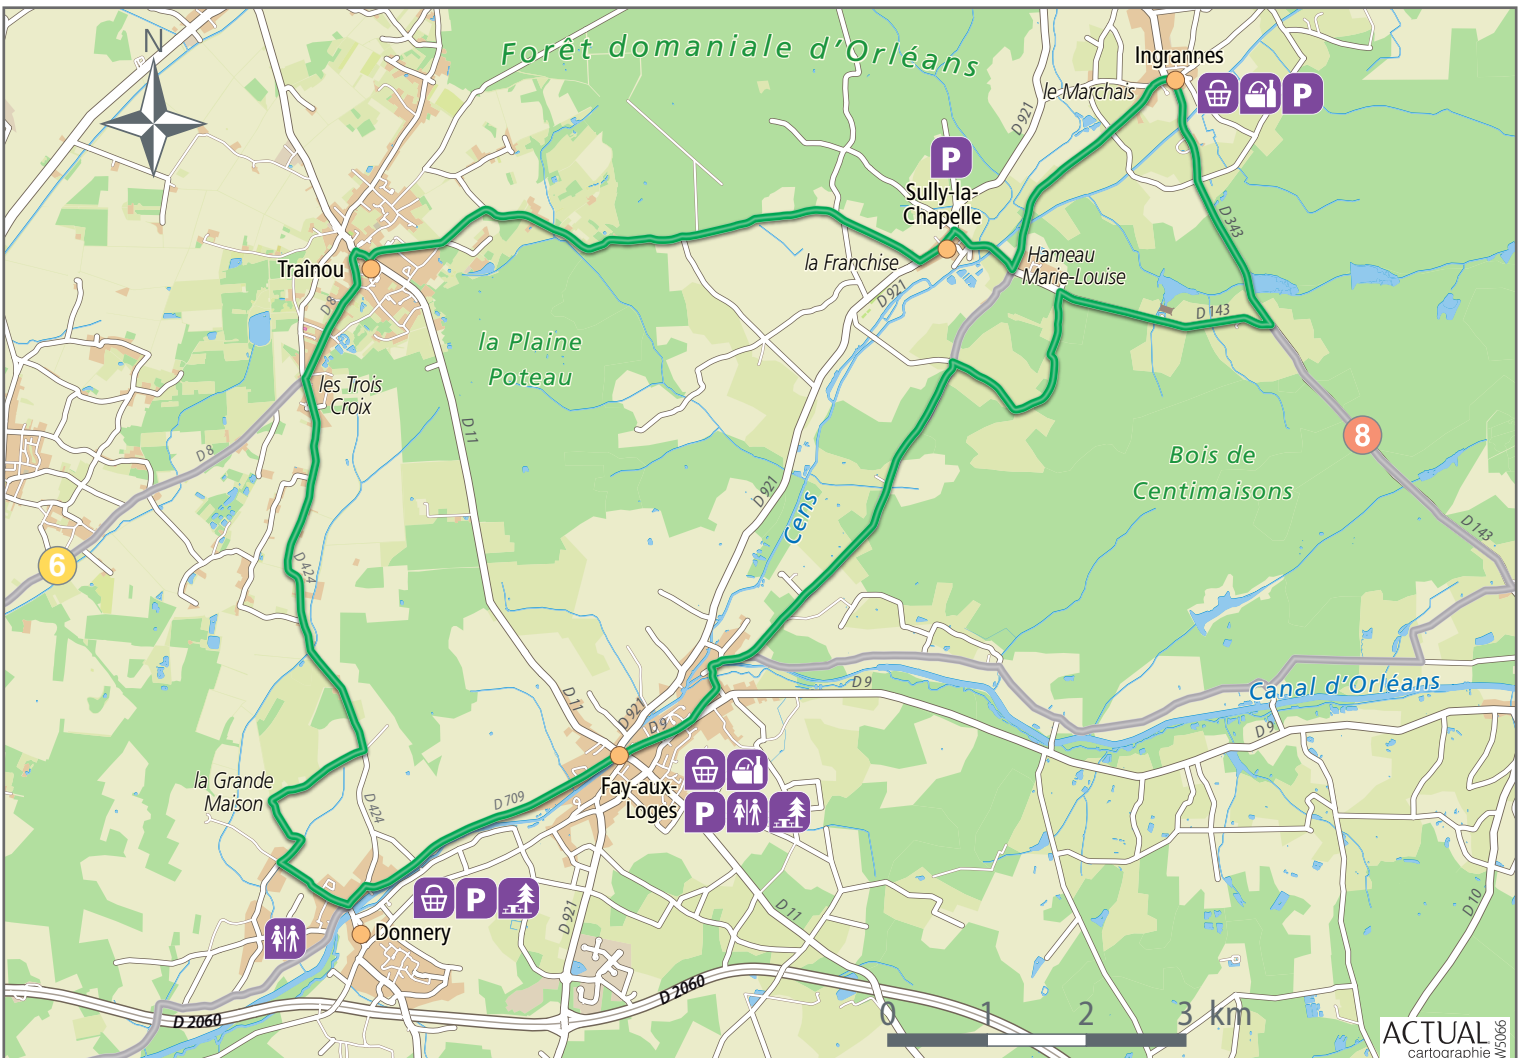 N
Forêt domaniale d'Orléans
Ingrannes
le Marchais
P
D 921
P
Sully-la-
Chapelle
D 343
Traînou
la Franchise
Hameau
Marie-Louise
D 921
D 8
D 143
la Plaine
Poteau
les Trois
Croix
D 11
D 8
8
Bois de
Centimaisons
D 921
Cens
D 143
6
D 424
D 11
D 921
D 9
D 9
Canal d'Orléans
D 9
la Grande
Maison
D 424
D 709
Fay-aux-
Loges
P
P
D 921
D 11
D 10
Donnery
D 2060
D 2060
0 1 2 3 km
ACTUAL
cartographie
W5066